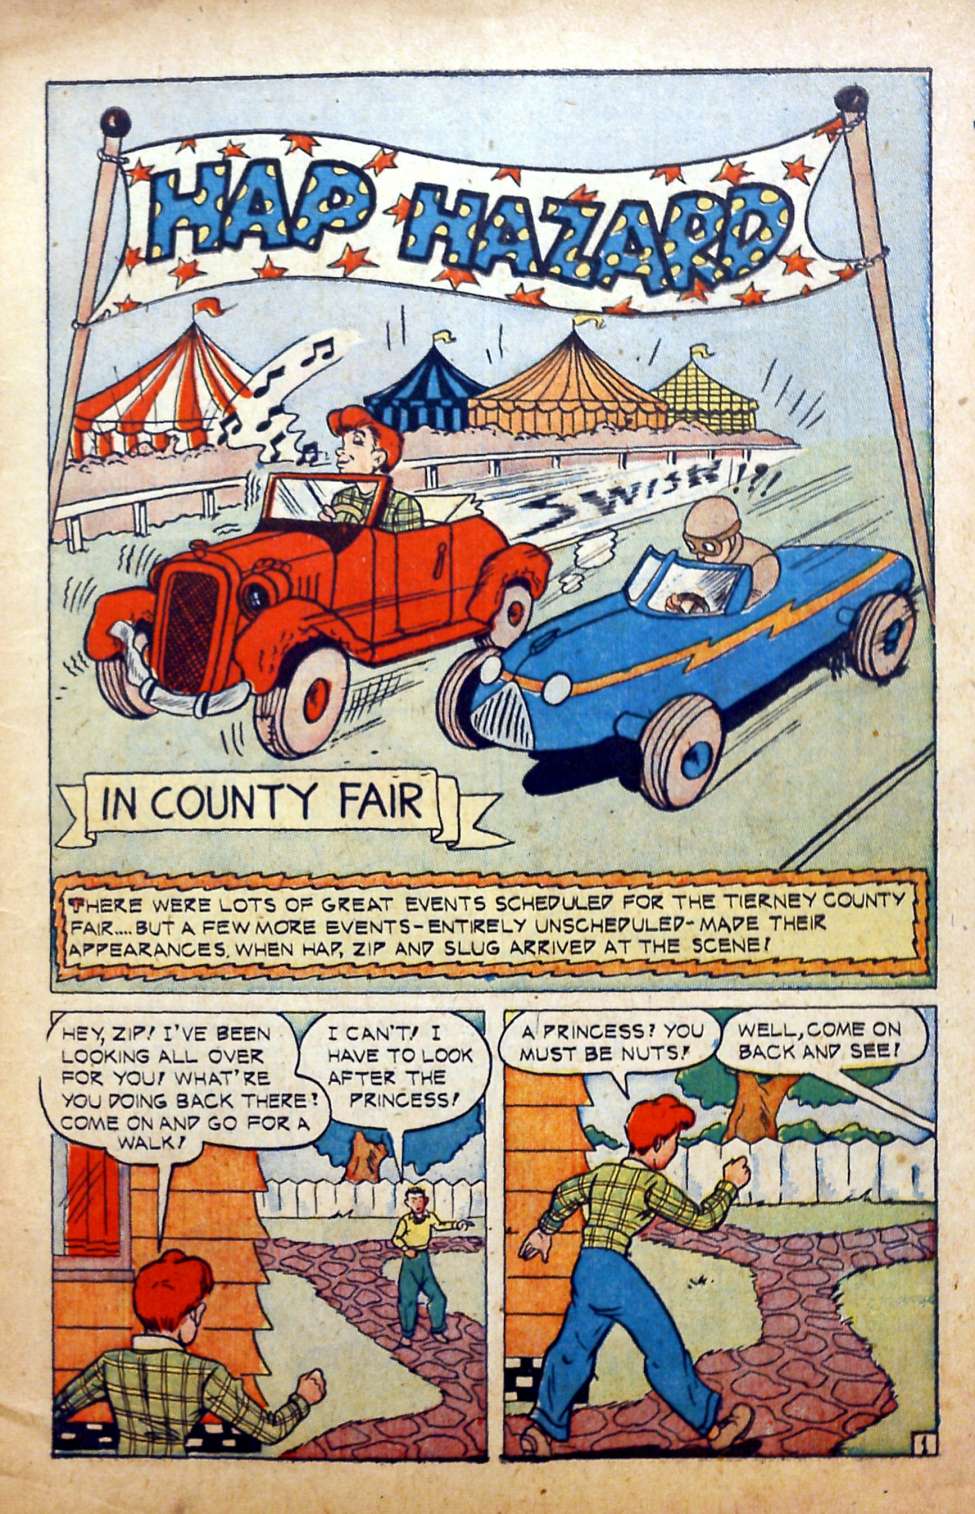 HAP HAZARD
SWISH!?!
IN COUNTY FAIR
THERE WERE LOTS OF GREAT EVENTS SCHEDULED FOR THE TIERNEY COUNTY
FAIR.... BUT A FEW MORE EVENTS-ENTIRELY UNSCHEDULED-MADE THEIR
APPEARANCES, WHEN HAP, ZIP AND SLUG ARRIVED AT THE SCENE!
HEY, ZIP! I'VE BEEN
LOOKING ALL OVER
FOR YOU! WHAT'RE
YOU DOING BACK THERE?
COME ON AND GO FOR A
WALK!
I CAN'T! I
HAVE TO LOOK
AFTER THE
PRINCESS!
A PRINCESS? YOU
MUST BE NUTS!
WELL, COME ON
BACK AND SEE!
1